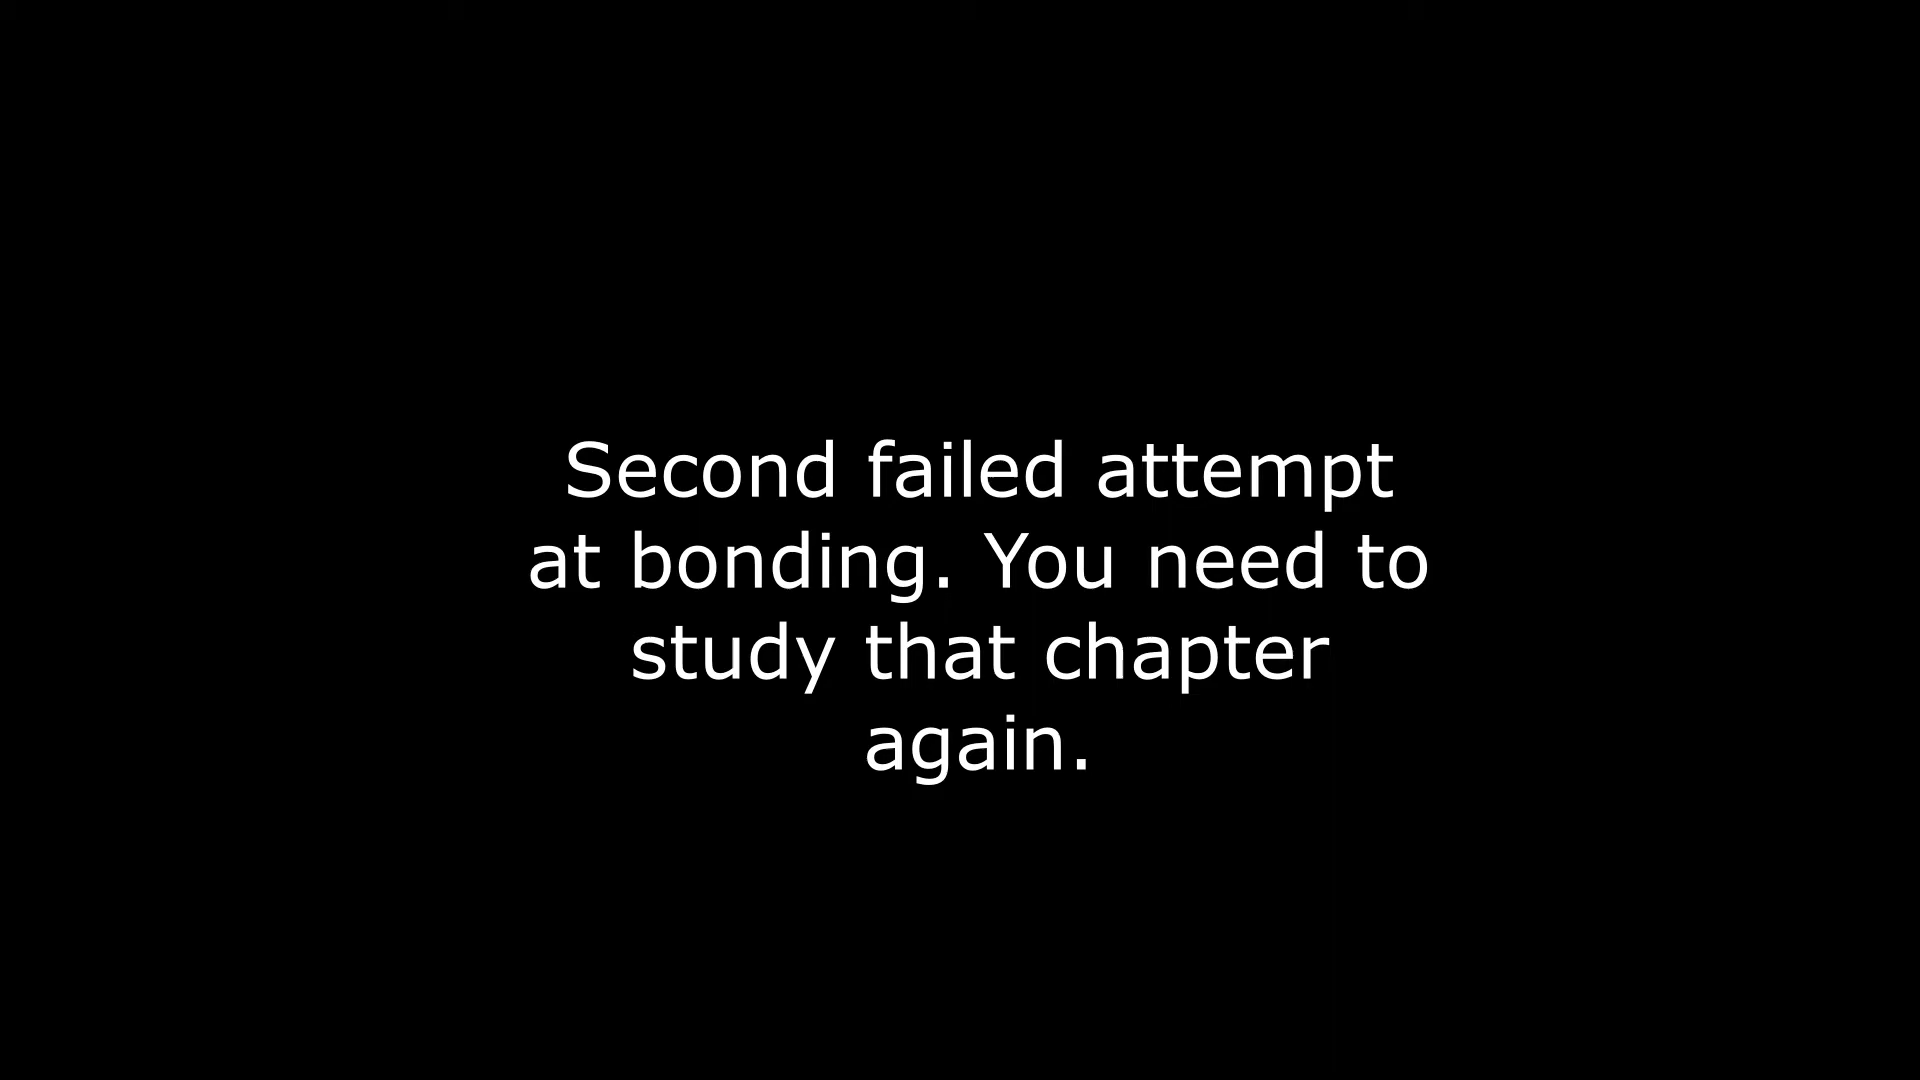 Second failed attempt
at bonding. You need to
study that chapter
again.